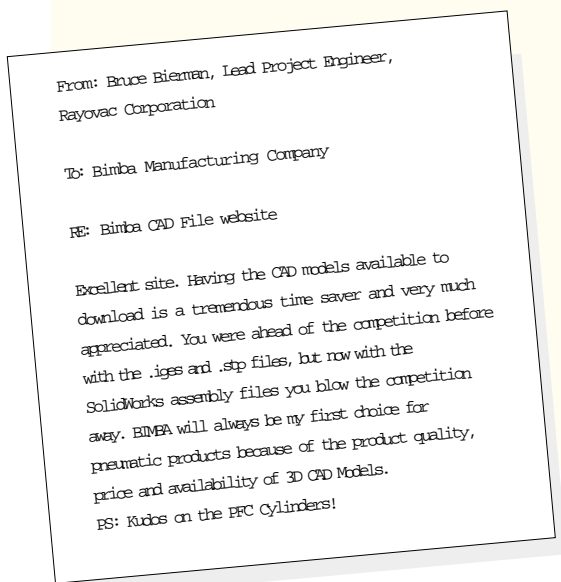 From: Bruce Bierman, Lead Project Engineer,
Rayovac Corporation
To: Bimba Manufacturing Company
RE: Bimba CAD File website
Excellent site. Having the CAD models available to
download is a tremendous time saver and very much
appreciated. You were ahead of the competition before
with the .iges and .stp files, but now with the
SolidWorks assembly files you blow the competition
away. BIMBA will always be my first choice for
pneumatic products because of the product quality,
price and availability of 3D CAD Models.
PS: Kudos on the PFC Cylinders!